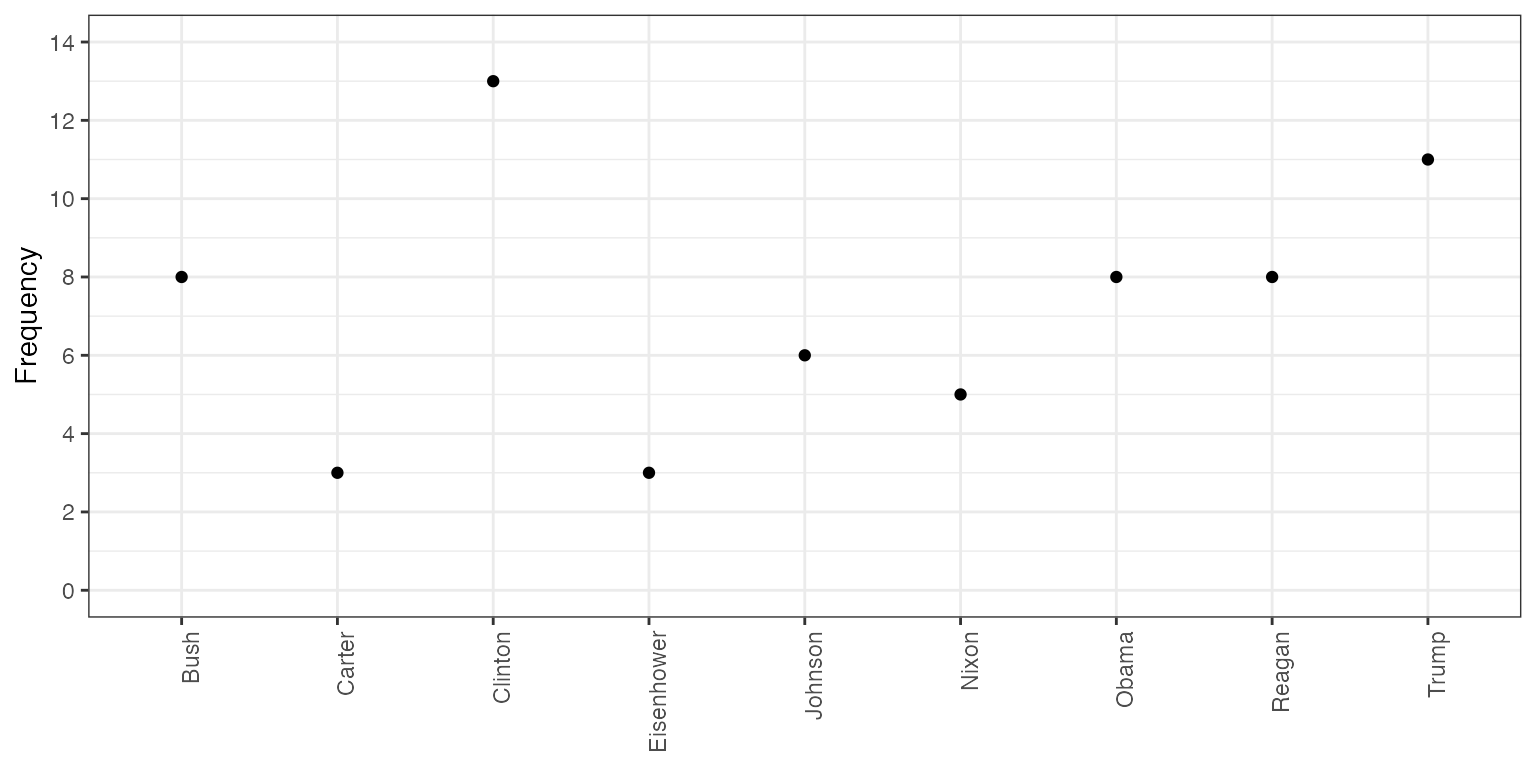 14
12
10
8
6
4
2
0
Frequency
Bush
Carter
Clinton
Eisenhower
Johnson
Nixon
Obama
Reagan
Trump